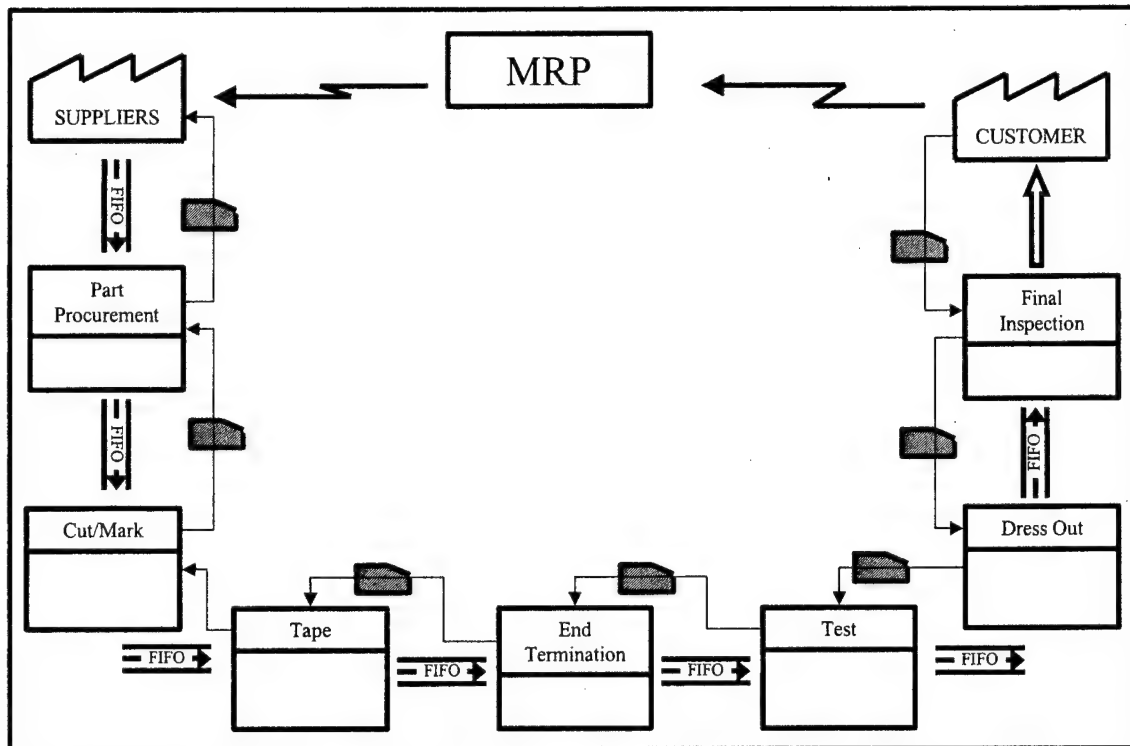 MRP
SUPPLIERS
CUSTOMER
FIFO
Part
Procurement
Final
Inspection
FIFO
FIFO
Cut/Mark
Dress Out
Tape
End
Termination
Test
FIFO
FIFO
FIFO
FIFO